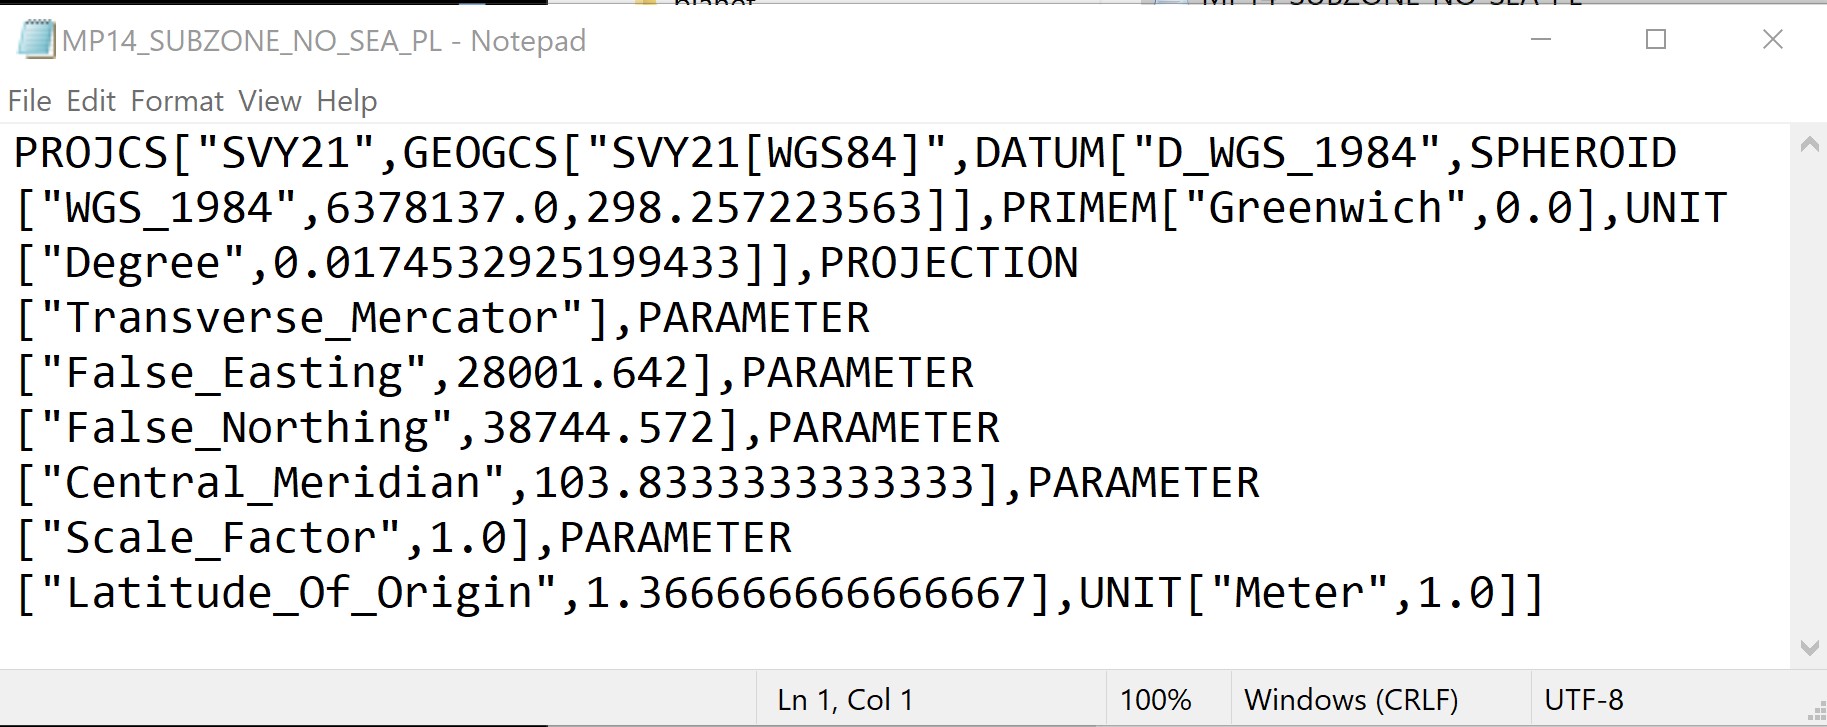 planet
MP14_SUBZONE_NO_SEA_PL
MP14_SUBZONE_NO_SEA_PL - Notepad
File Edit Format View Help
PROJCS["SVY21",GEOGCS["SVY21[WGS84]",DATUM["D_WGS_1984",SPHEROID
["WGS_1984",6378137.0,298.257223563]],PRIMEM["Greenwich",0.0],UNIT
["Degree",0.0174532925199433]],PROJECTION
["Transverse_Mercator"],PARAMETER
["False_Easting",28001.642],PARAMETER
["False_Northing",38744.572],PARAMETER
["Central_Meridian",103.8333333333333],PARAMETER
["Scale_Factor",1.0],PARAMETER
["Latitude_Of_Origin",1.366666666666667],UNIT["Meter",1.0]]
Ln 1, Col 1
100%
Windows (CRLF)
UTF-8